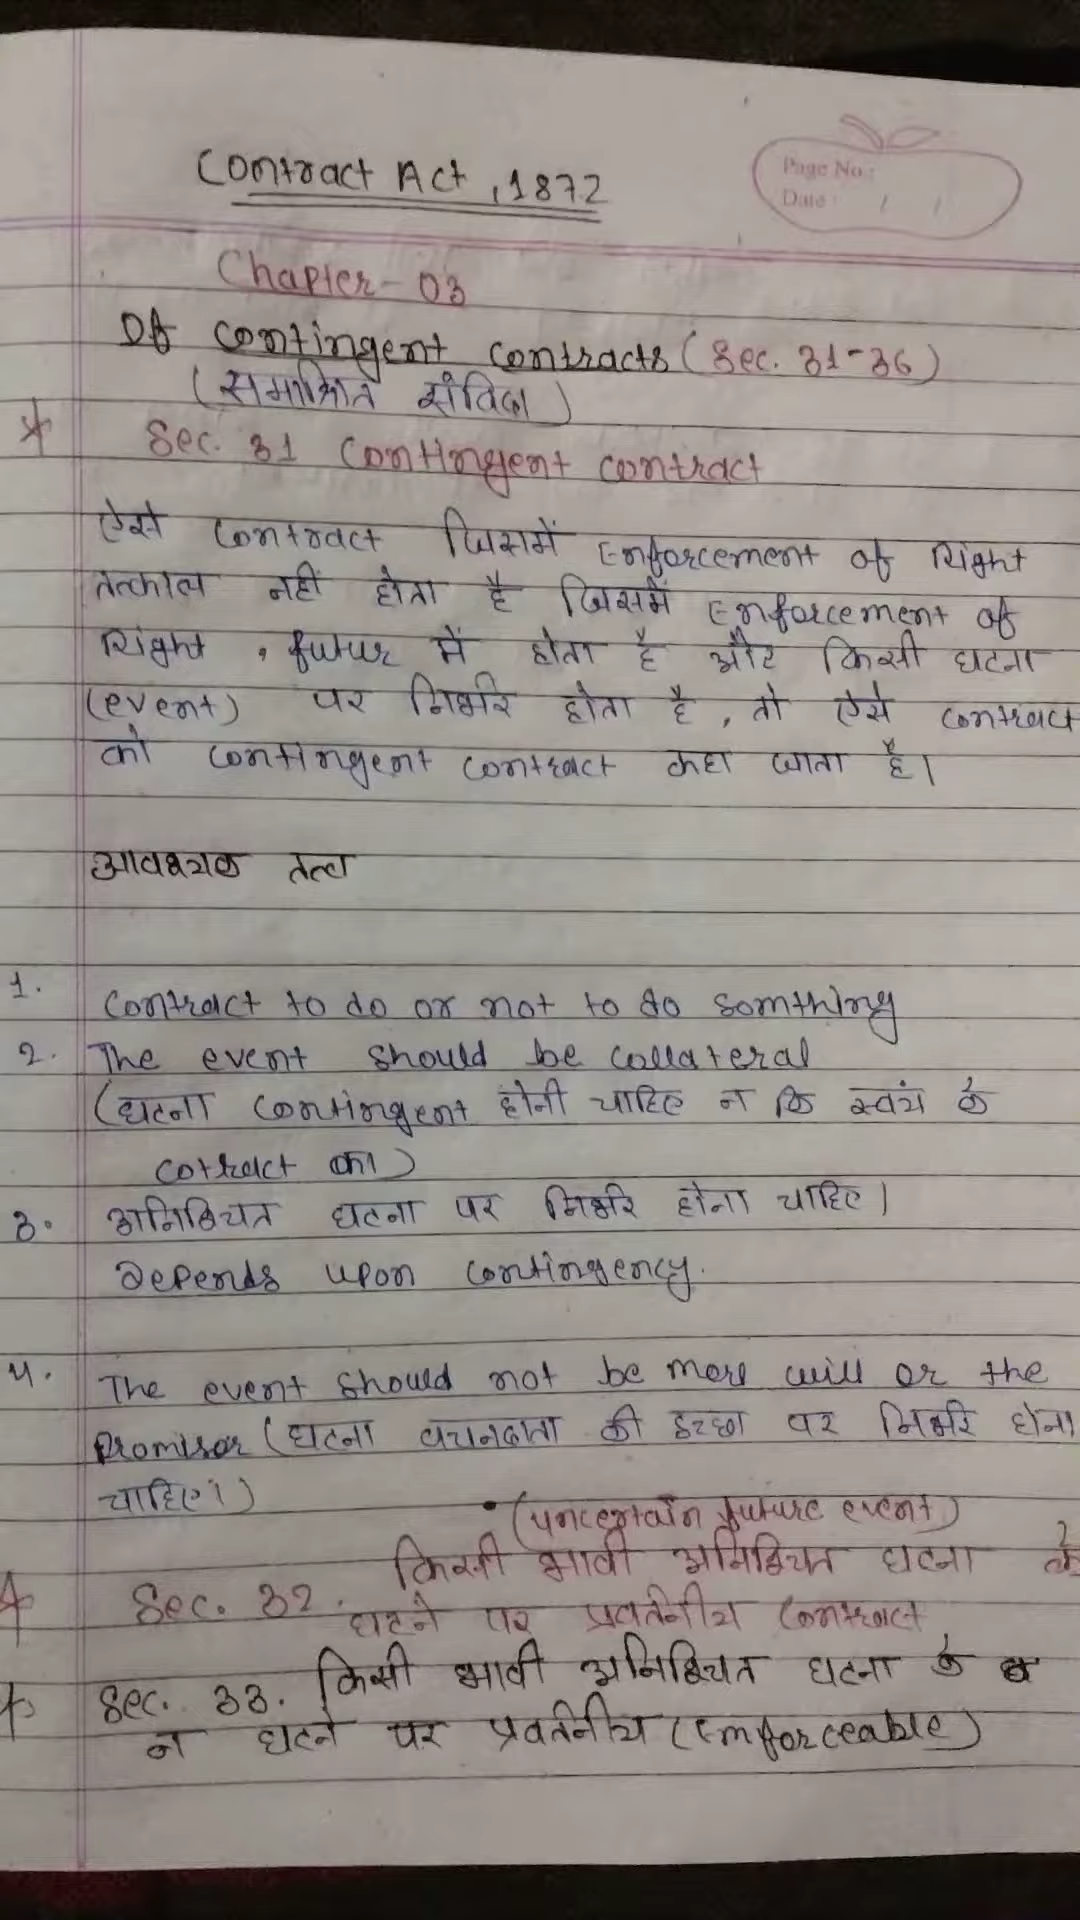 Contract Act, 1872
Page No.:
Date: / /
Chapter-03
Of contingent contracts (Sec. 31-36)
(समाश्रित संविदा)
* Sec. 31 Contingent contract
ऐसे contract जिसमें Enforcement of Right
तत्काल नहीं होता है जिसमें Enforcement of
Right, futur में होता है और किसी घटना
(event) पर निर्भर होता है, तो ऐसे contract
को contingent contract कहा जाता है।
आवश्यक तत्व
1. Contract to do or not to do somthing
2. The event should be collateral
(घटना contingent होनी चाहिए न कि स्वंय के
cotract का)
3. अनिश्चित घटना पर निर्भर होना चाहिए।
Depends upon contingency.
4. The event should not be mere will or the
Promisor (घटना वचनदाता की इच्छा पर निर्भर होना
चाहिए।)
• (uncertain future event)
* Sec. 32. किसी भावी अनिश्चित घटना के
घटने पर प्रवर्तनीय Contract
* Sec. 33. किसी भावी अनिश्चित घटना के
न घटने पर प्रवर्तनीय (Emforceable)